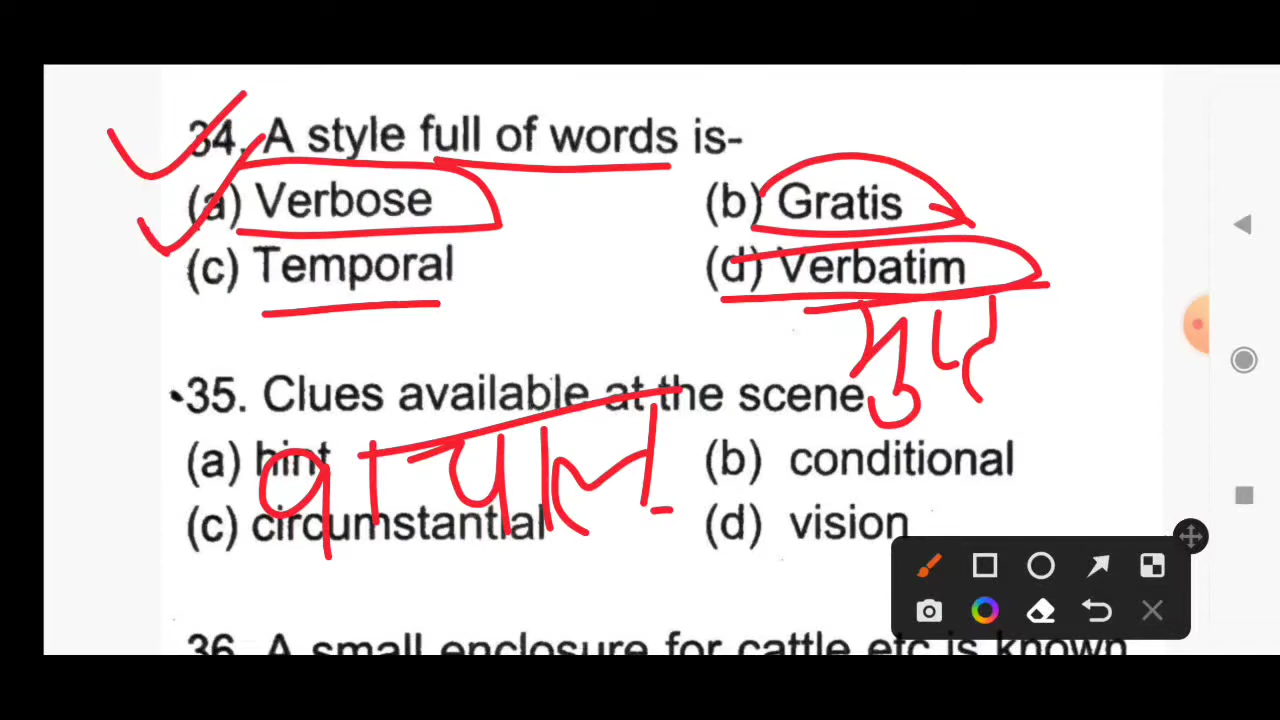 34. A style full of words is-
(a) Verbose (b) Gratis
(c) Temporal (d) Verbatim
35. Clues available at the scene
(a) hint (b) conditional
वाचाल
(c) circumstantial (d) vision
36. A small enclosure for cattle etc is known